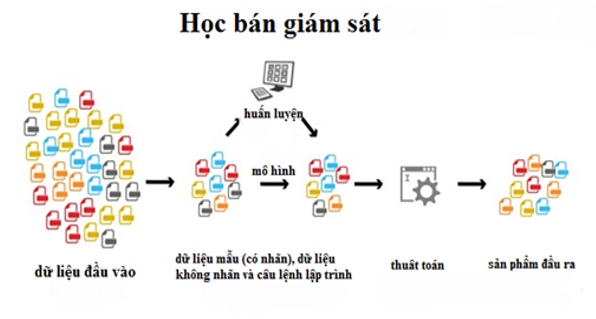 Học bán giám sát
huấn luyện
mô hình
dữ liệu đầu vào
dữ liệu mẫu (có nhãn), dữ liệu
không nhãn và câu lệnh lập trình
thuât toán
sản phẩm đầu ra